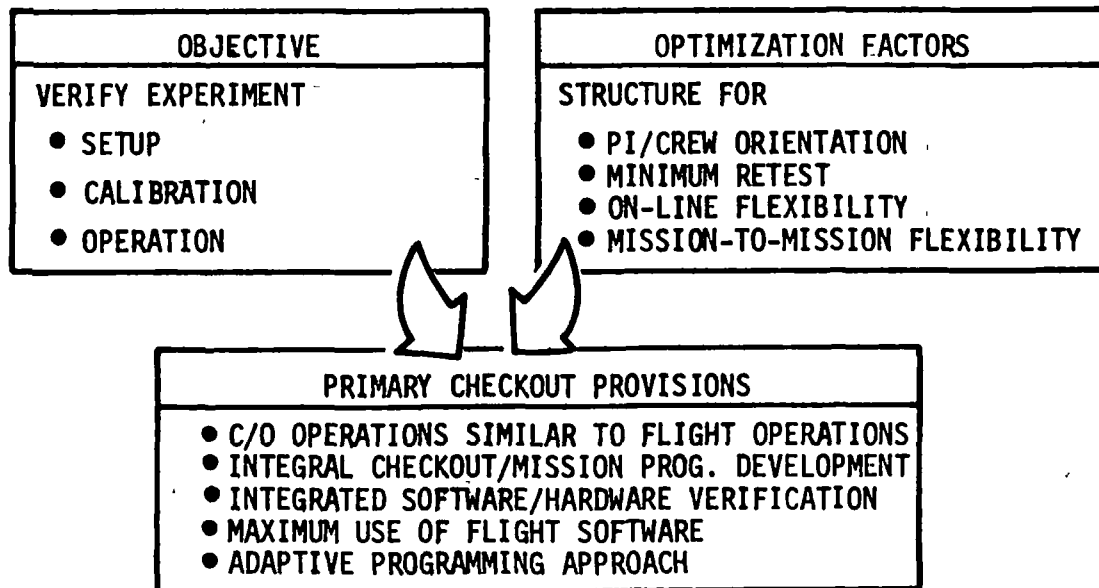 OBJECTIVE
VERIFY EXPERIMENT
● SETUP
● CALIBRATION
● OPERATION
OPTIMIZATION FACTORS
STRUCTURE FOR
● PI/CREW ORIENTATION
● MINIMUM RETEST
● ON-LINE FLEXIBILITY
● MISSION-TO-MISSION FLEXIBILITY
PRIMARY CHECKOUT PROVISIONS
● C/O OPERATIONS SIMILAR TO FLIGHT OPERATIONS
● INTEGRAL CHECKOUT/MISSION PROG. DEVELOPMENT
● INTEGRATED SOFTWARE/HARDWARE VERIFICATION
● MAXIMUM USE OF FLIGHT SOFTWARE
● ADAPTIVE PROGRAMMING APPROACH